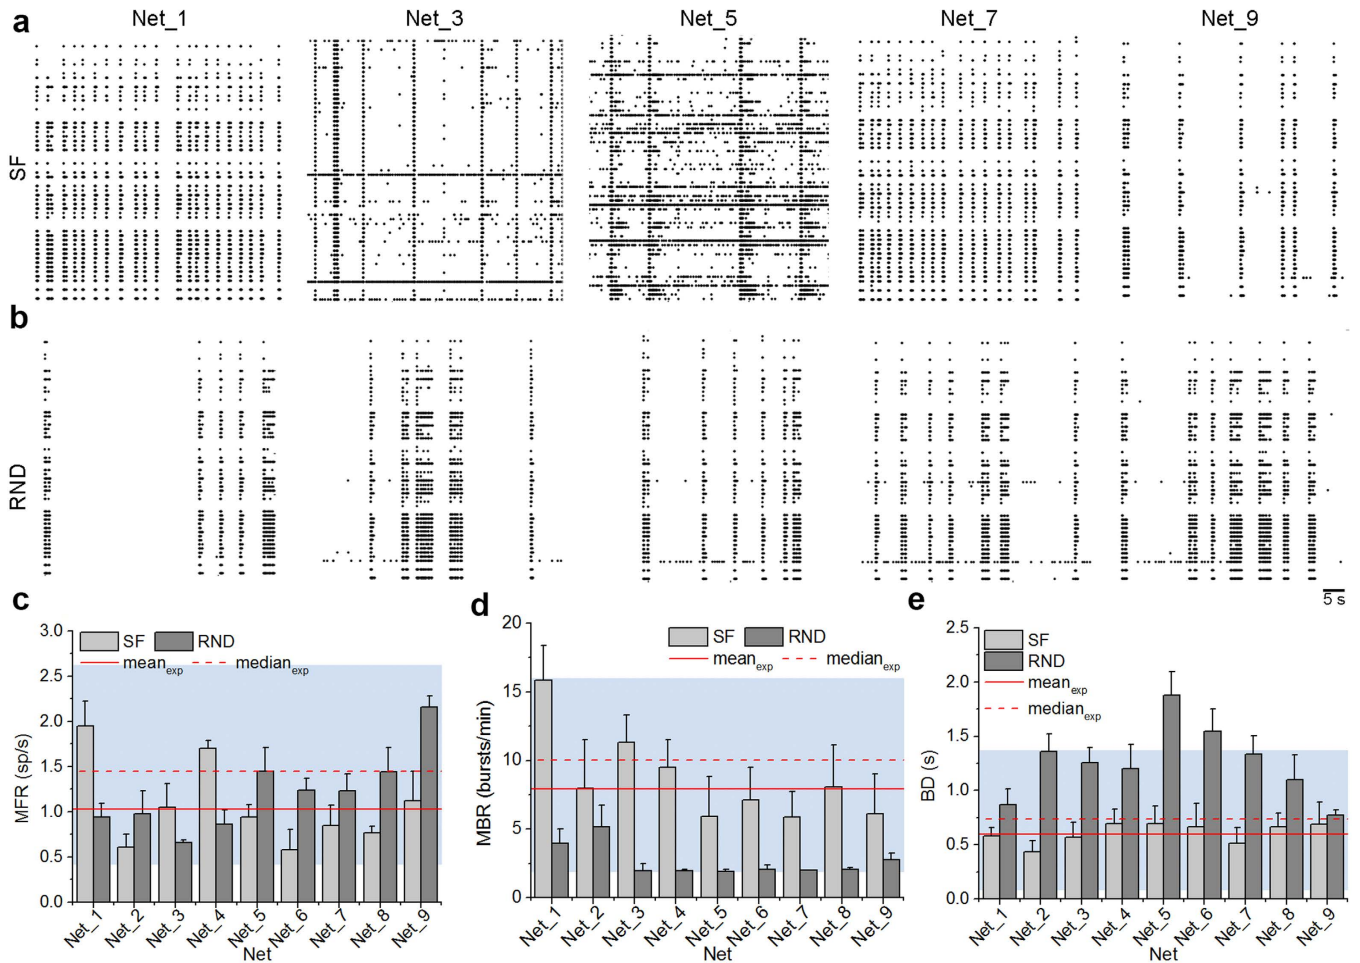 a
Net_1 Net_3 Net_5 Net_7 Net_9
SF
b
RND
5 s
c
SF RND
mean exp median exp
MFR (sp/s)
3.0
2.5
2.0
1.5
1.0
0.5
0.0
Net_1 Net_2 Net_3 Net_4 Net_5 Net_6 Net_7 Net_8 Net_9
Net
d
SF RND
mean exp median exp
MBR (bursts/min)
20
15
10
5
0
Net_1 Net_2 Net_3 Net_4 Net_5 Net_6 Net_7 Net_8 Net_9
Net
e
SF
RND
mean exp
median exp
BD (s)
2.5
2.0
1.5
1.0
0.5
0.0
Net_1 Net_2 Net_3 Net_4 Net_5 Net_6 Net_7 Net_8 Net_9
Net